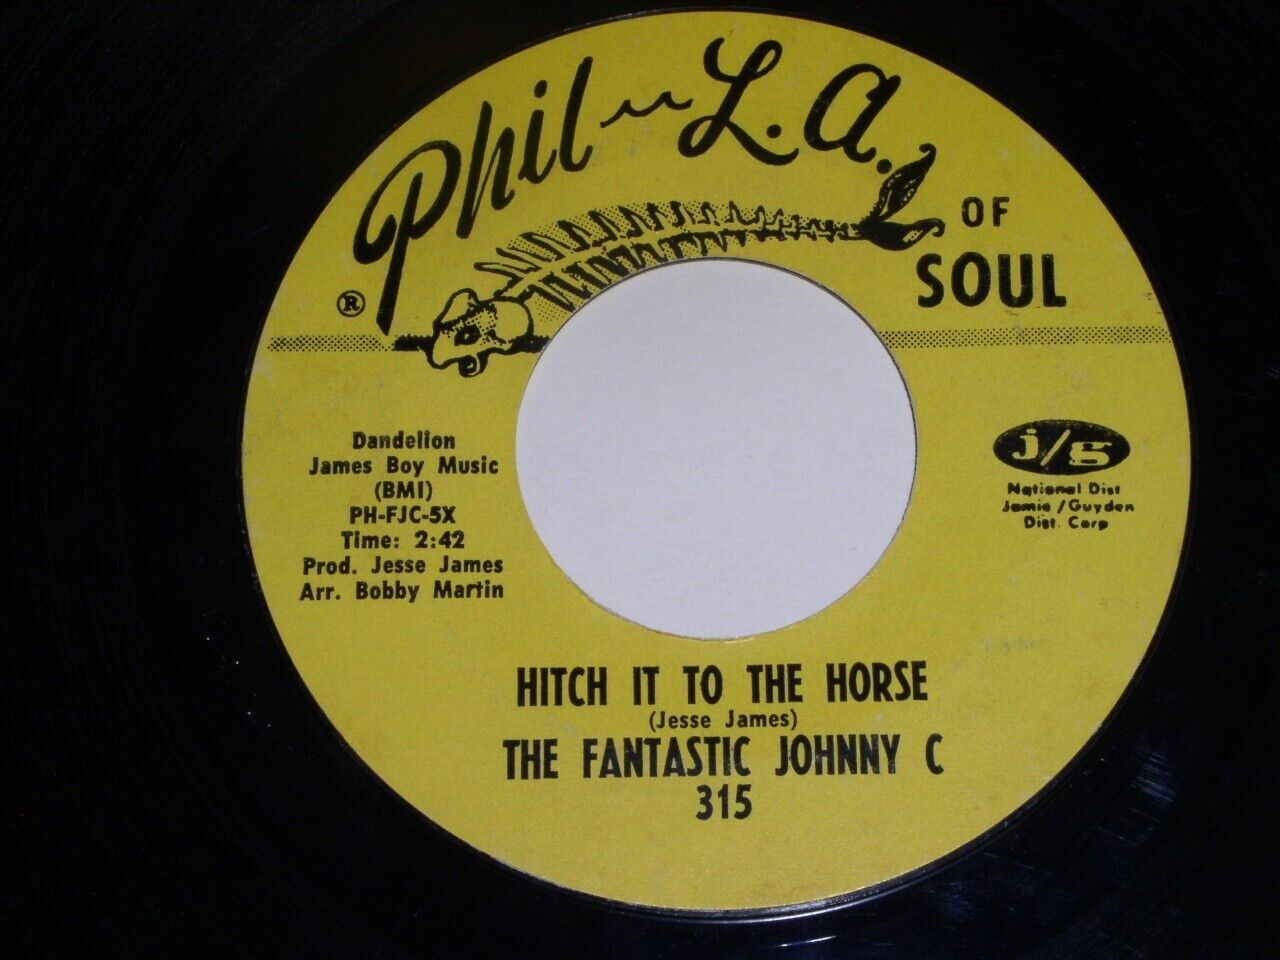 Phil-L.A.
OF
SOUL
®
Dandelion
James Boy Music
(BMI)
PH-FJC-5X
Time: 2:42
Prod. Jesse James
Arr. Bobby Martin
j/g
National Dist
Jamie/Guyden
Dist. Corp
HITCH IT TO THE HORSE
(Jesse James)
THE FANTASTIC JOHNNY C
315